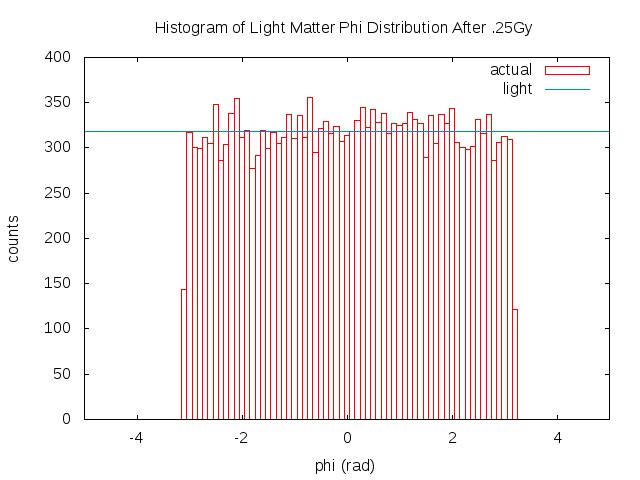 Histogram of Light Matter Phi Distribution After .25Gy
400
350
300
250
200
150
100
50
0
counts
actual
light
-4 -2 0 2 4
phi (rad)